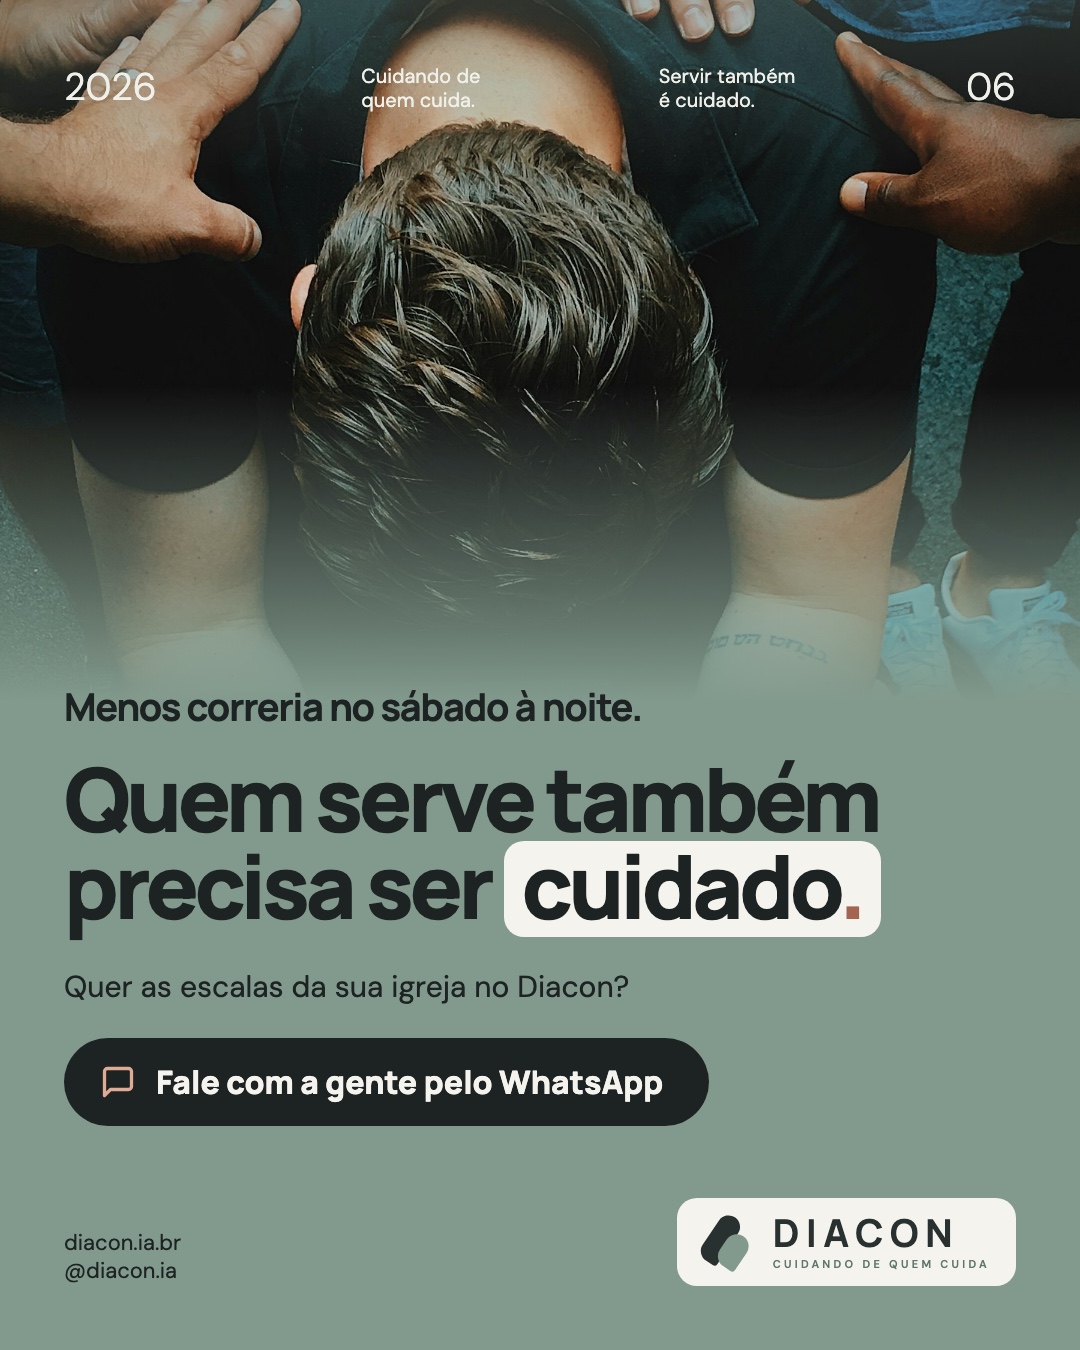 2026
Cuidando de
quem cuida.
Servir também
é cuidado.
06
Menos correria no sábado à noite.
Quem serve também
precisa ser cuidado.
Quer as escalas da sua igreja no Diacon?
Fale com a gente pelo WhatsApp
diacon.ia.br
@diacon.ia
DIACON
CUIDANDO DE QUEM CUIDA